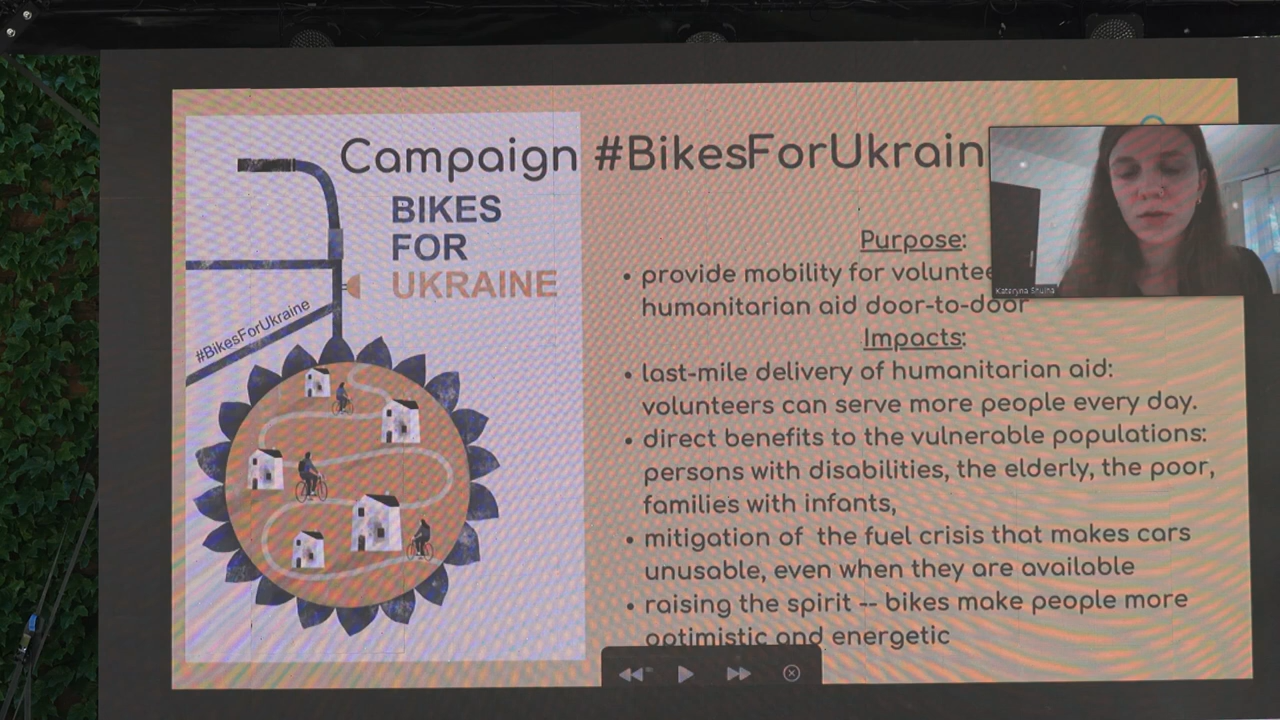 Campaign #BikesForUkrain
BIKES
FOR
UKRAINE
#BikesForUkraine
Purpose:
• provide mobility for voluntee
humanitarian aid door-to-door
Impacts:
• last-mile delivery of humanitarian aid:
volunteers can serve more people every day.
• direct benefits to the vulnerable populations:
persons with disabilities, the elderly, the poor,
families with infants,
• mitigation of the fuel crisis that makes cars
unusable, even when they are available
• raising the spirit -- bikes make people more
optimistic and energetic
Kateryna Shulha